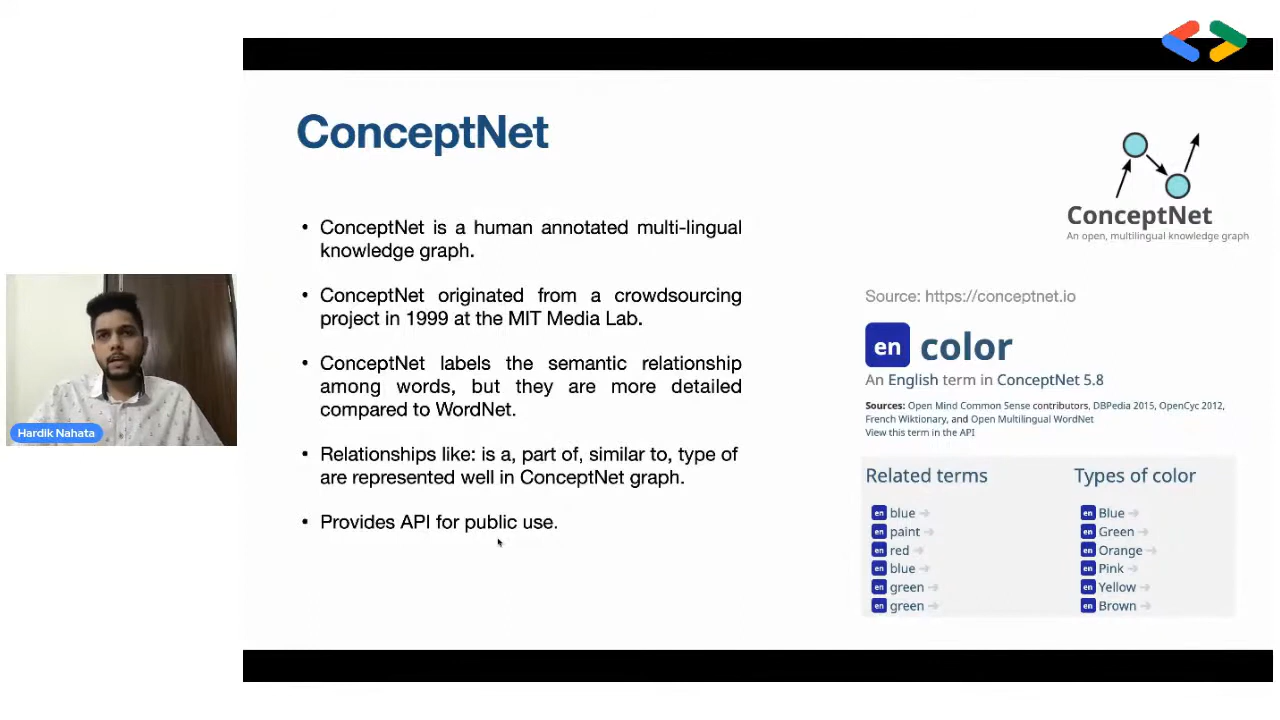 ConceptNet
• ConceptNet is a human annotated multi-lingual
knowledge graph.
• ConceptNet originated from a crowdsourcing
project in 1999 at the MIT Media Lab.
• ConceptNet labels the semantic relationship
among words, but they are more detailed
compared to WordNet.
• Relationships like: is a, part of, similar to, type of
are represented well in ConceptNet graph.
• Provides API for public use.
ConceptNet
An open, multilingual knowledge graph
Source: https://conceptnet.io
en color
An English term in ConceptNet 5.8
Sources: Open Mind Common Sense contributors, DBPedia 2015, OpenCyc 2012,
French Wiktionary, and Open Multilingual WordNet
View this term in the API
Related terms
en blue
en paint
en red
en blue
en green
en green
Types of color
en Blue
en Green
en Orange
en Pink
en Yellow
en Brown
Hardik Nahata